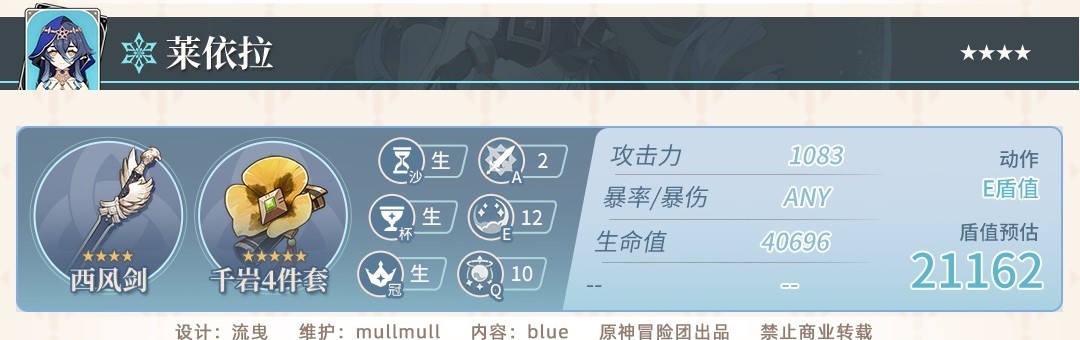 莱依拉 ★★★★
西风剑
千岩4件套
沙 生
杯 生
冠 生
A 2
E 12
Q 10
攻击力 1083
暴率/暴伤 ANY
生命值 40696
-- --
动作
E盾值
盾值预估
21162
设计：流曳 维护：mullmull 内容：blue 原神冒险团出品 禁止商业转载